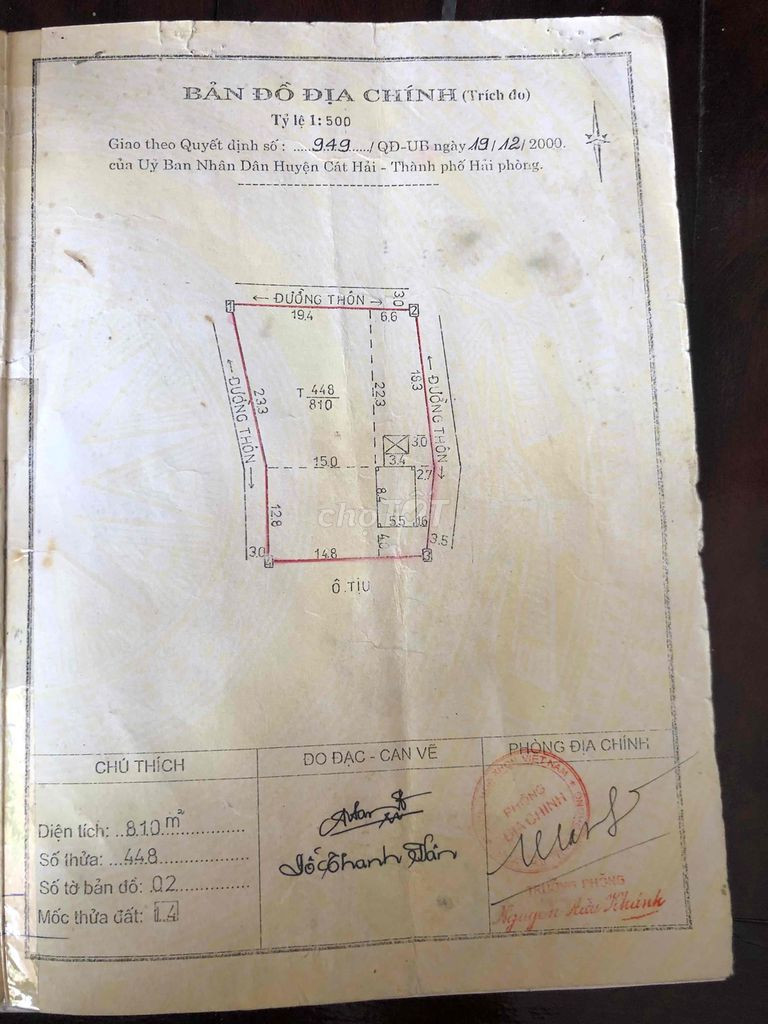 BẢN ĐỒ ĐỊA CHÍNH (Trích đo)
Tỷ lệ 1: 500
Giao theo Quyết định số : .....949...../ QĐ-UB ngày 19/12/2000.
của Uỷ Ban Nhân Dân Huyện Cát Hải - Thành phố Hải phòng.
← ĐƯỜNG THÔN →
3.0
1
2
19.4
6.6
← ĐƯỜNG THÔN →
23.3
T 448
810
22.3
18.3
← ĐƯỜNG THÔN →
3.0
3.4
15.0
2.7
8.4
12.8
5.5
1.6
4.0
3.5
3.0
14.8
3
Ô. TỊU
chợTỐT
CHÚ THÍCH
Diện tích: ..810 m²
Số thửa: ...448
Số tờ bản đồ: .02
Mốc thửa đất: 1.4
ĐO ĐẠC - CAN VẼ
PHÒNG ĐỊA CHÍNH
PHÒNG
ĐỊA CHÍNH
TRƯỞNG PHÒNG
Nguyễn Hữu Khánh